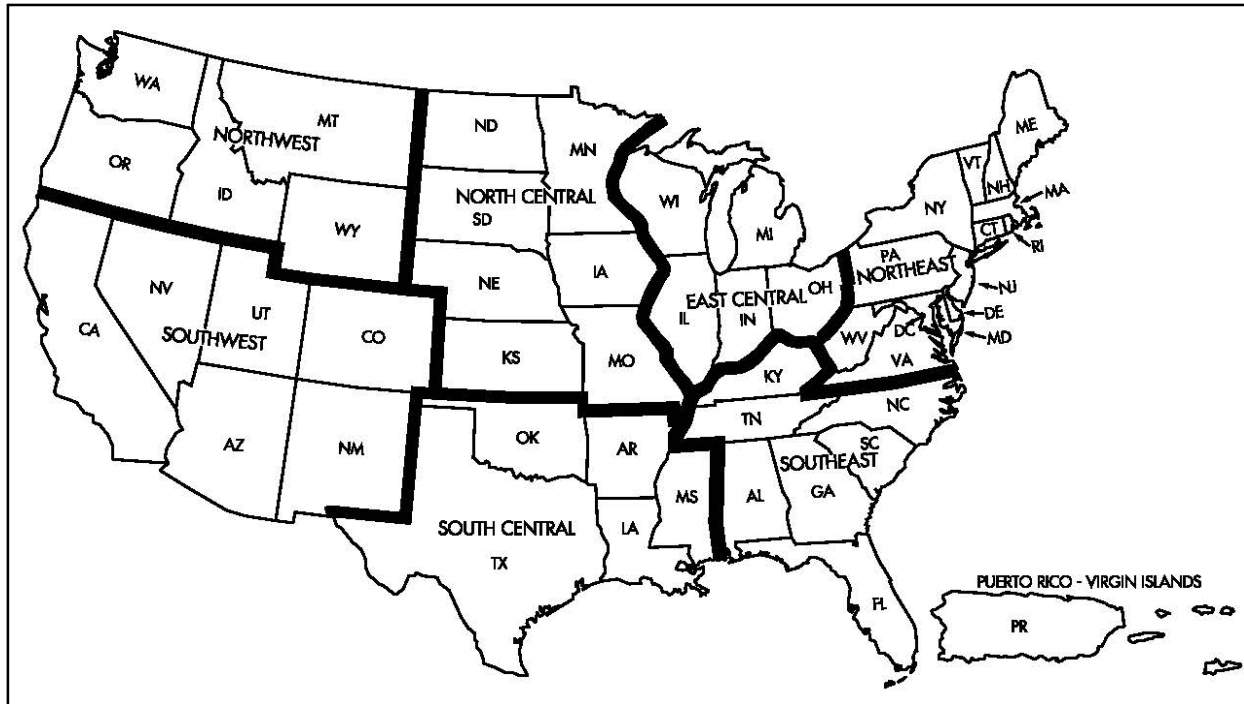 WA
MT
ND
MN
ME
NORTHWEST
VT
OR
NH
ID
NORTH CENTRAL
WI
MA
SD
NY
WY
MI
CT
RI
PA
IA
NORTHEAST
NE
OH
NV
EAST CENTRAL
NJ
UT
IL
IN
DE
CA
SOUTHWEST
CO
DC
WV
MD
KS
MO
VA
KY
NC
TN
OK
AZ
NM
AR
SC
SOUTHEAST
MS
AL
GA
SOUTH CENTRAL
LA
TX
PUERTO RICO - VIRGIN ISLANDS
FL
PR